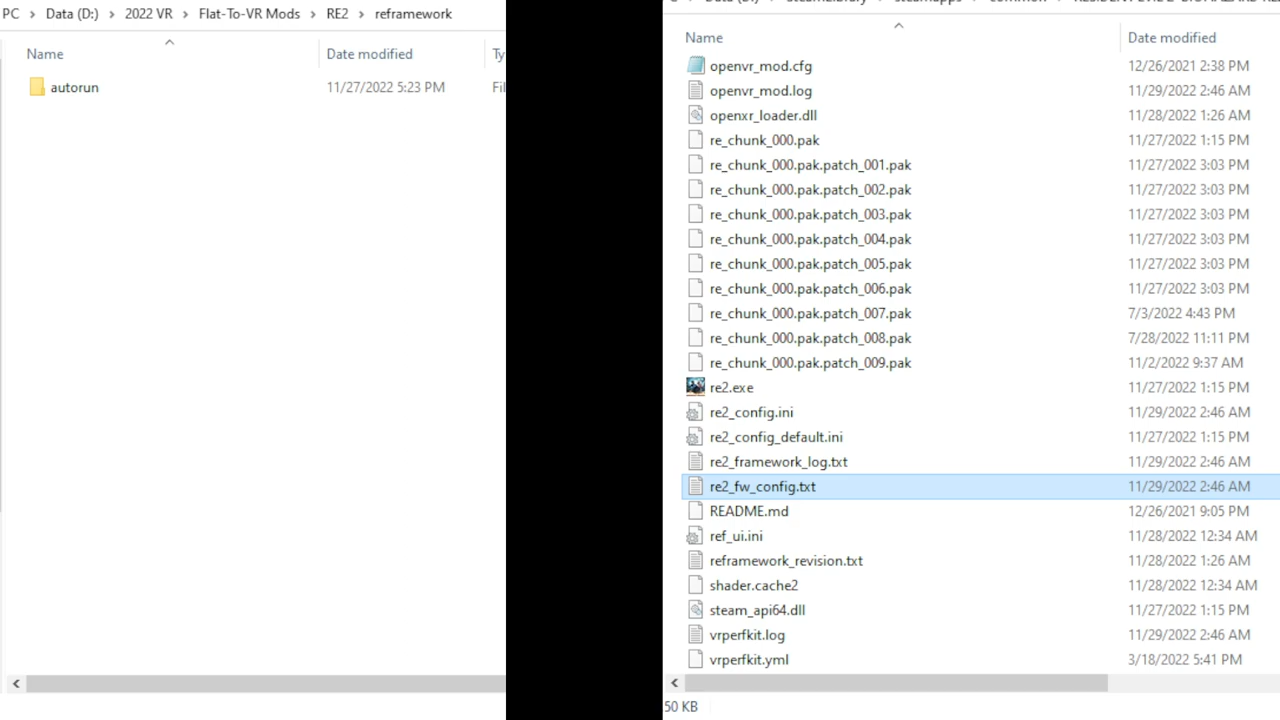 PC > Data (D:) > 2022 VR > Flat-To-VR Mods > RE2 > reframework
Name Date modified
autorun 11/27/2022 5:23 PM Fil
Name Date modified
openvr_mod.cfg 12/26/2021 2:38 PM
openvr_mod.log 11/29/2022 2:46 AM
openxr_loader.dll 11/28/2022 1:26 AM
re_chunk_000.pak 11/27/2022 1:15 PM
re_chunk_000.pak.patch_001.pak 11/27/2022 3:03 PM
re_chunk_000.pak.patch_002.pak 11/27/2022 3:03 PM
re_chunk_000.pak.patch_003.pak 11/27/2022 3:03 PM
re_chunk_000.pak.patch_004.pak 11/27/2022 3:03 PM
re_chunk_000.pak.patch_005.pak 11/27/2022 3:03 PM
re_chunk_000.pak.patch_006.pak 11/27/2022 3:03 PM
re_chunk_000.pak.patch_007.pak 7/3/2022 4:43 PM
re_chunk_000.pak.patch_008.pak 7/28/2022 11:11 PM
re_chunk_000.pak.patch_009.pak 11/2/2022 9:37 AM
re2.exe 11/27/2022 1:15 PM
re2_config.ini 11/29/2022 2:46 AM
re2_config_default.ini 11/27/2022 1:15 PM
re2_framework_log.txt 11/29/2022 2:46 AM
re2_fw_config.txt 11/29/2022 2:46 AM
README.md 12/26/2021 9:05 PM
ref_ui.ini 11/28/2022 12:34 AM
reframework_revision.txt 11/28/2022 1:26 AM
shader.cache2 11/28/2022 12:34 AM
steam_api64.dll 11/27/2022 1:15 PM
vrperfkit.log 11/29/2022 2:46 AM
vrperfkit.yml 3/18/2022 5:41 PM
50 KB